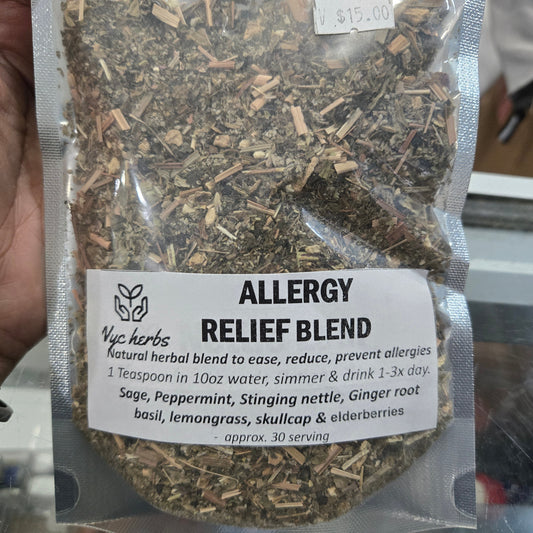 V $15.00
Vyc herbs
ALLERGY
RELIEF BLEND
Natural herbal blend to ease, reduce, prevent allergies
1 Teaspoon in 10oz water, simmer & drink 1-3x day.
Sage, Peppermint, Stinging nettle, Ginger root
basil, lemongrass, skullcap & elderberries
- approx. 30 serving